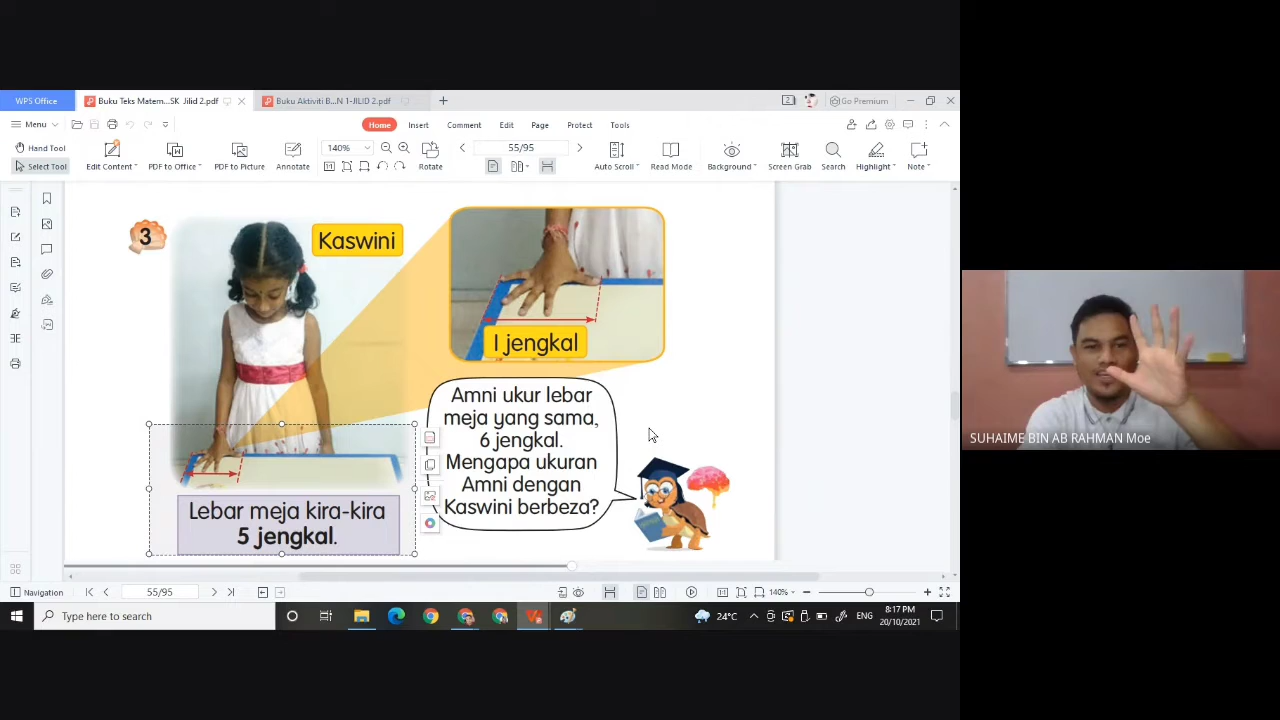 WPS Office
Buku Teks Matem...SK Jilid 2.pdf
Buku Aktiviti B...N 1-JILID 2.pdf
2
Go Premium
Menu
Home
Insert
Comment
Edit
Page
Protect
Tools
Hand Tool
Select Tool
Edit Content
PDF to Office
PDF to Picture
Annotate
140%
Rotate
55/95
Auto Scroll
Read Mode
Background
Screen Grab
Search
Highlight
Note
3
Kaswini
1 jengkal
Amni ukur lebar
meja yang sama,
6 jengkal.
Mengapa ukuran
Amni dengan
Kaswini berbeza?
Lebar meja kira-kira
5 jengkal.
SUHAIME BIN AB RAHMAN Moe
Navigation
55/95
140%
Type here to search
24°C
ENG
8:17 PM
20/10/2021